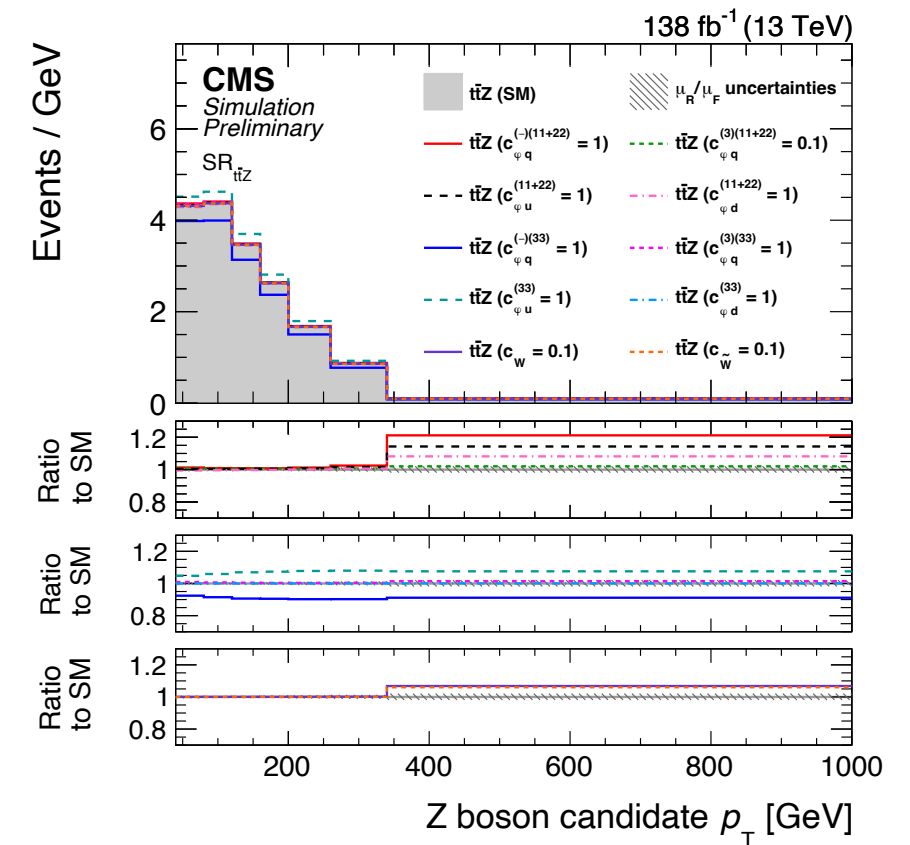 138 fb⁻¹ (13 TeV)
Events / GeV
CMS
Simulation
Preliminary
SR_tt̄Z
tt̄Z (SM)
μ_R/μ_F uncertainties
tt̄Z (c_φq^(-)(11+22) = 1)
tt̄Z (c_φq^(3)(11+22) = 0.1)
tt̄Z (c_φu^(11+22) = 1)
tt̄Z (c_φd^(11+22) = 1)
tt̄Z (c_φq^(-)(33) = 1)
tt̄Z (c_φq^(3)(33) = 1)
tt̄Z (c_φu^(33) = 1)
tt̄Z (c_φd^(33) = 1)
tt̄Z (c_W = 0.1)
tt̄Z (c_W̃ = 0.1)
6
4
2
0
Ratio
to SM
1.2
1
0.8
Ratio
to SM
1.2
1
0.8
Ratio
to SM
1.2
1
0.8
200 400 600 800 1000
Z boson candidate p_T [GeV]